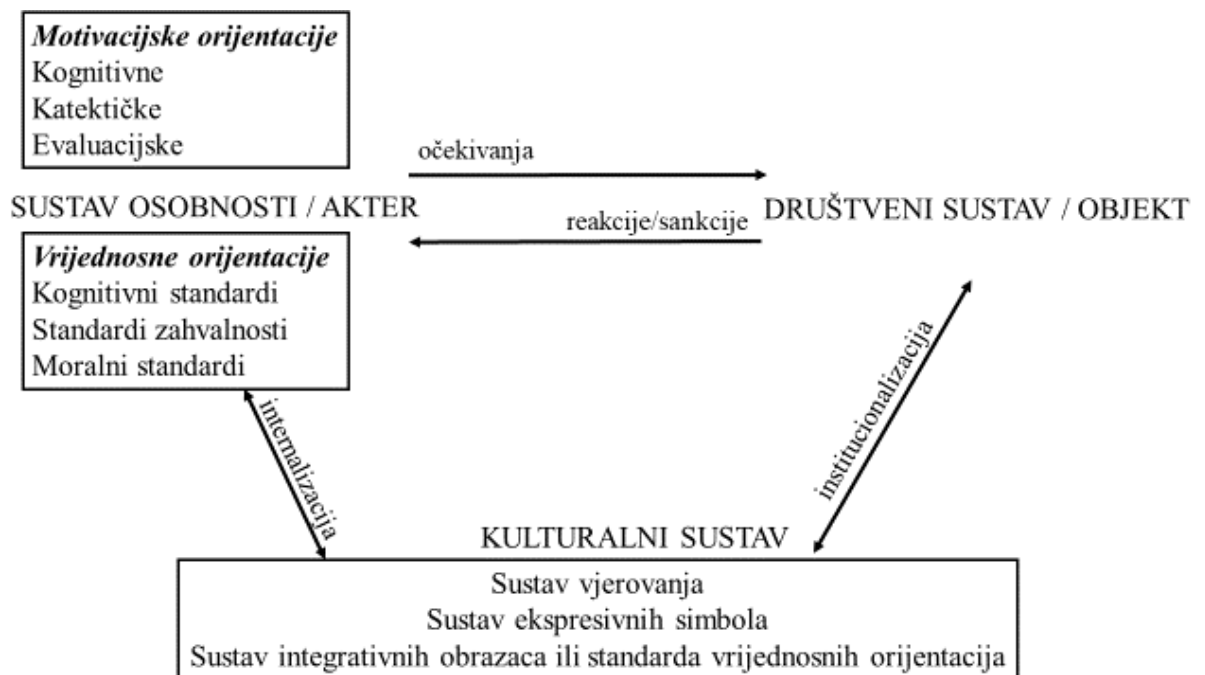 Motivacijske orijentacije
Kognitivne
Katektičke
Evaluacijske
očekivanja
SUSTAV OSOBNOSTI / AKTER
DRUŠTVENI SUSTAV / OBJEKT
reakcije/sankcije
Vrijednosne orijentacije
Kognitivni standardi
Standardi zahvalnosti
Moralni standardi
internalizacija
institucionalizacija
KULTURALNI SUSTAV
Sustav vjerovanja
Sustav ekspresivnih simbola
Sustav integrativnih obrazaca ili standarda vrijednosnih orijentacija